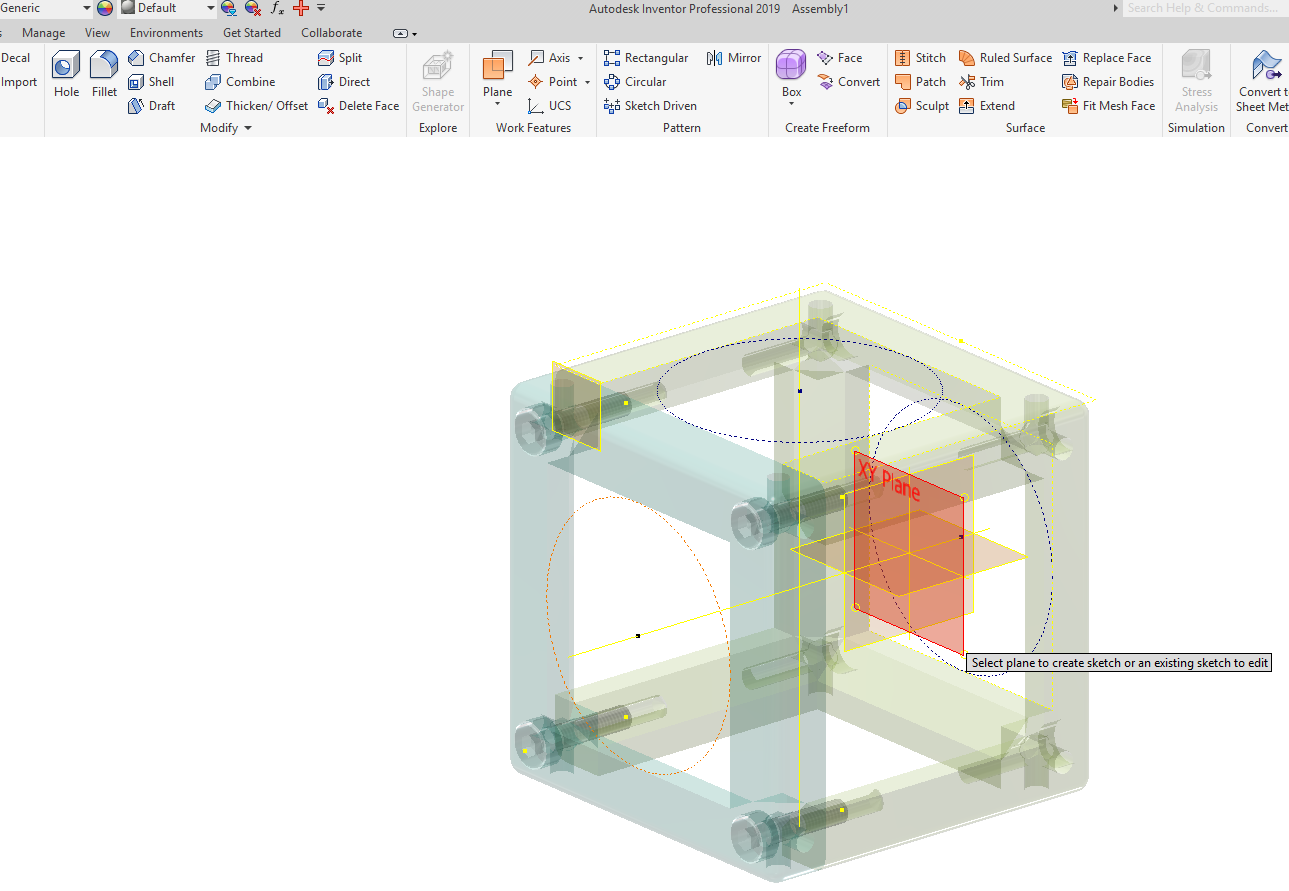 Generic Default fx Autodesk Inventor Professional 2019 Assembly1 Search Help & Commands...
s Manage View Environments Get Started Collaborate
Decal Chamfer Thread Split Axis Rectangular Mirror Face Stitch Ruled Surface Replace Face
Import Hole Fillet Shell Combine Direct Shape Generator Plane Point Circular Box Convert Patch Trim Repair Bodies Stress Analysis Convert to Sheet Met
Draft Thicken/ Offset Delete Face UCS Sketch Driven Sculpt Extend Fit Mesh Face
Modify Explore Work Features Pattern Create Freeform Surface Simulation Convert
XY Plane
Select plane to create sketch or an existing sketch to edit